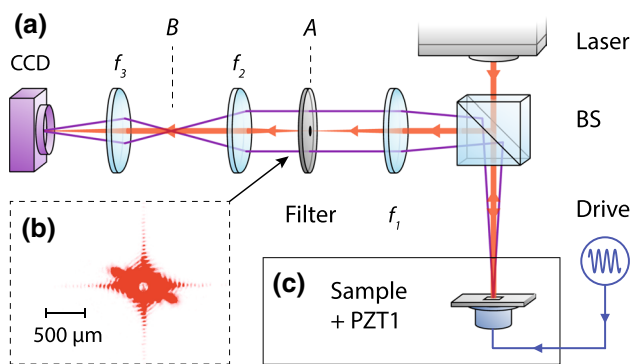 (a)
B
A
Laser
CCD
f3
f2
BS
Filter
f1
Drive
(b)
500 µm
(c)
Sample
+ PZT1